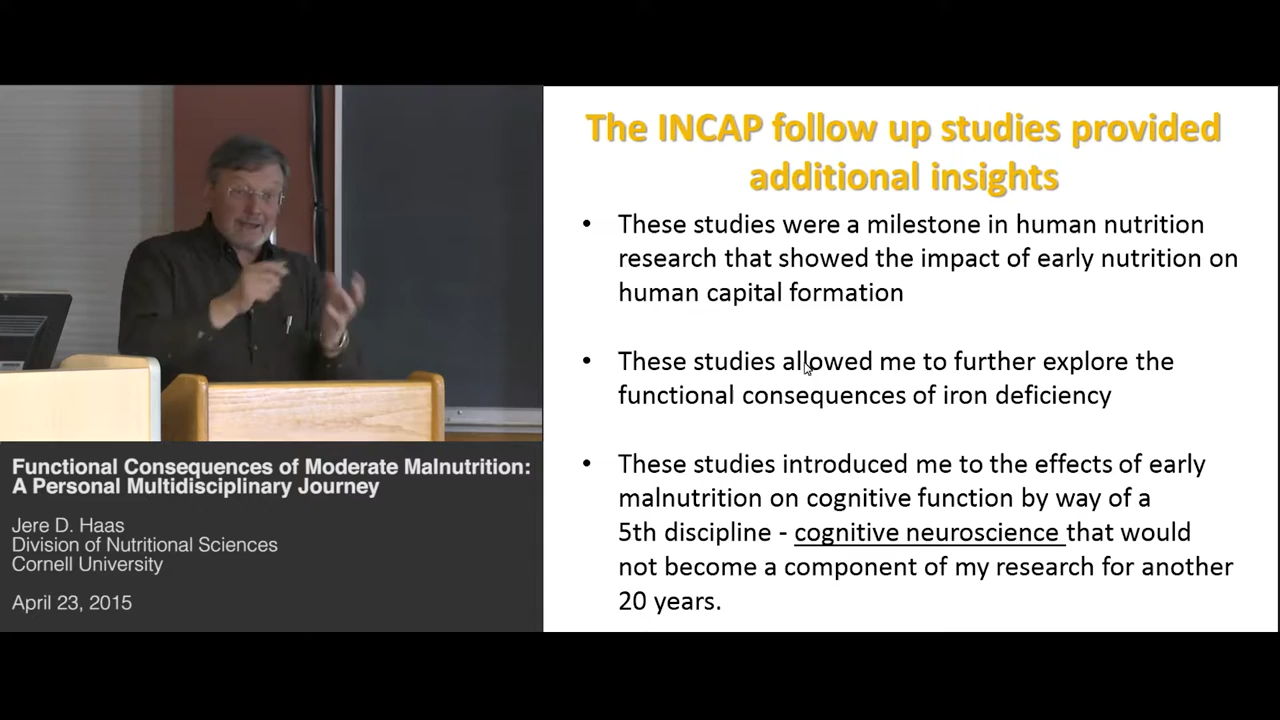 The INCAP follow up studies provided
additional insights
• These studies were a milestone in human nutrition
research that showed the impact of early nutrition on
human capital formation
• These studies allowed me to further explore the
functional consequences of iron deficiency
• These studies introduced me to the effects of early
malnutrition on cognitive function by way of a
5th discipline - cognitive neuroscience that would
not become a component of my research for another
20 years.
Functional Consequences of Moderate Malnutrition:
A Personal Multidisciplinary Journey
Jere D. Haas
Division of Nutritional Sciences
Cornell University
April 23, 2015